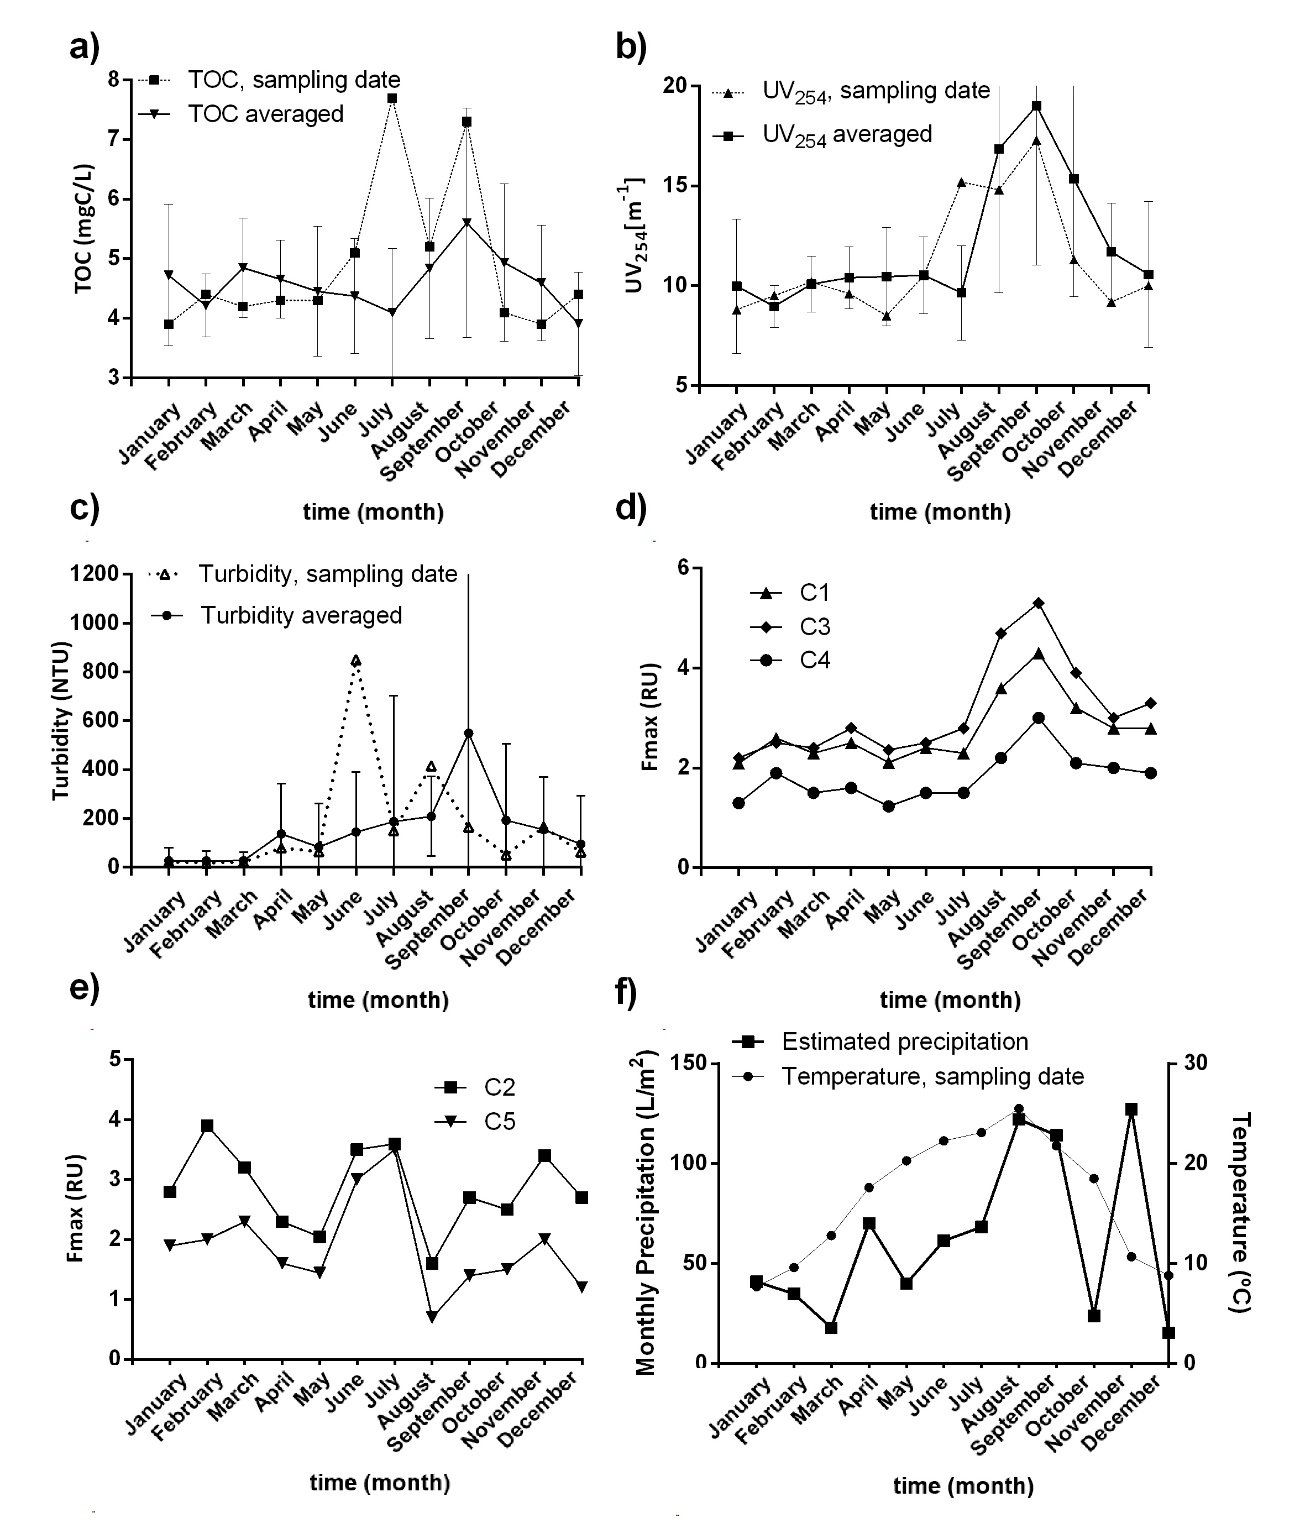 a)
TOC, sampling date
TOC averaged
8
7
6
5
4
3
TOC (mgC/L)
January
February
March
April
May
June
July
August
September
October
November
December
time (month)
b)
UV254, sampling date
UV254 averaged
20
15
10
5
UV254[m-1]
January
February
March
April
May
June
July
August
September
October
November
December
time (month)
c)
Turbidity, sampling date
Turbidity averaged
1200
1000
800
600
400
200
0
Turbidity (NTU)
January
February
March
April
May
June
July
August
September
October
November
December
time (month)
d)
C1
C3
C4
6
4
2
0
Fmax (RU)
January
February
March
April
May
June
July
August
September
October
November
December
time (month)
e)
C2
C5
5
4
3
2
1
0
Fmax (RU)
January
February
March
April
May
June
July
August
September
October
November
December
time (month)
f)
Estimated precipitation
Temperature, sampling date
150
100
50
0
Monthly Precipitation (L/m2)
30
20
10
0
Temperature (ºC)
January
February
March
April
May
June
July
August
September
October
November
December
time (month)